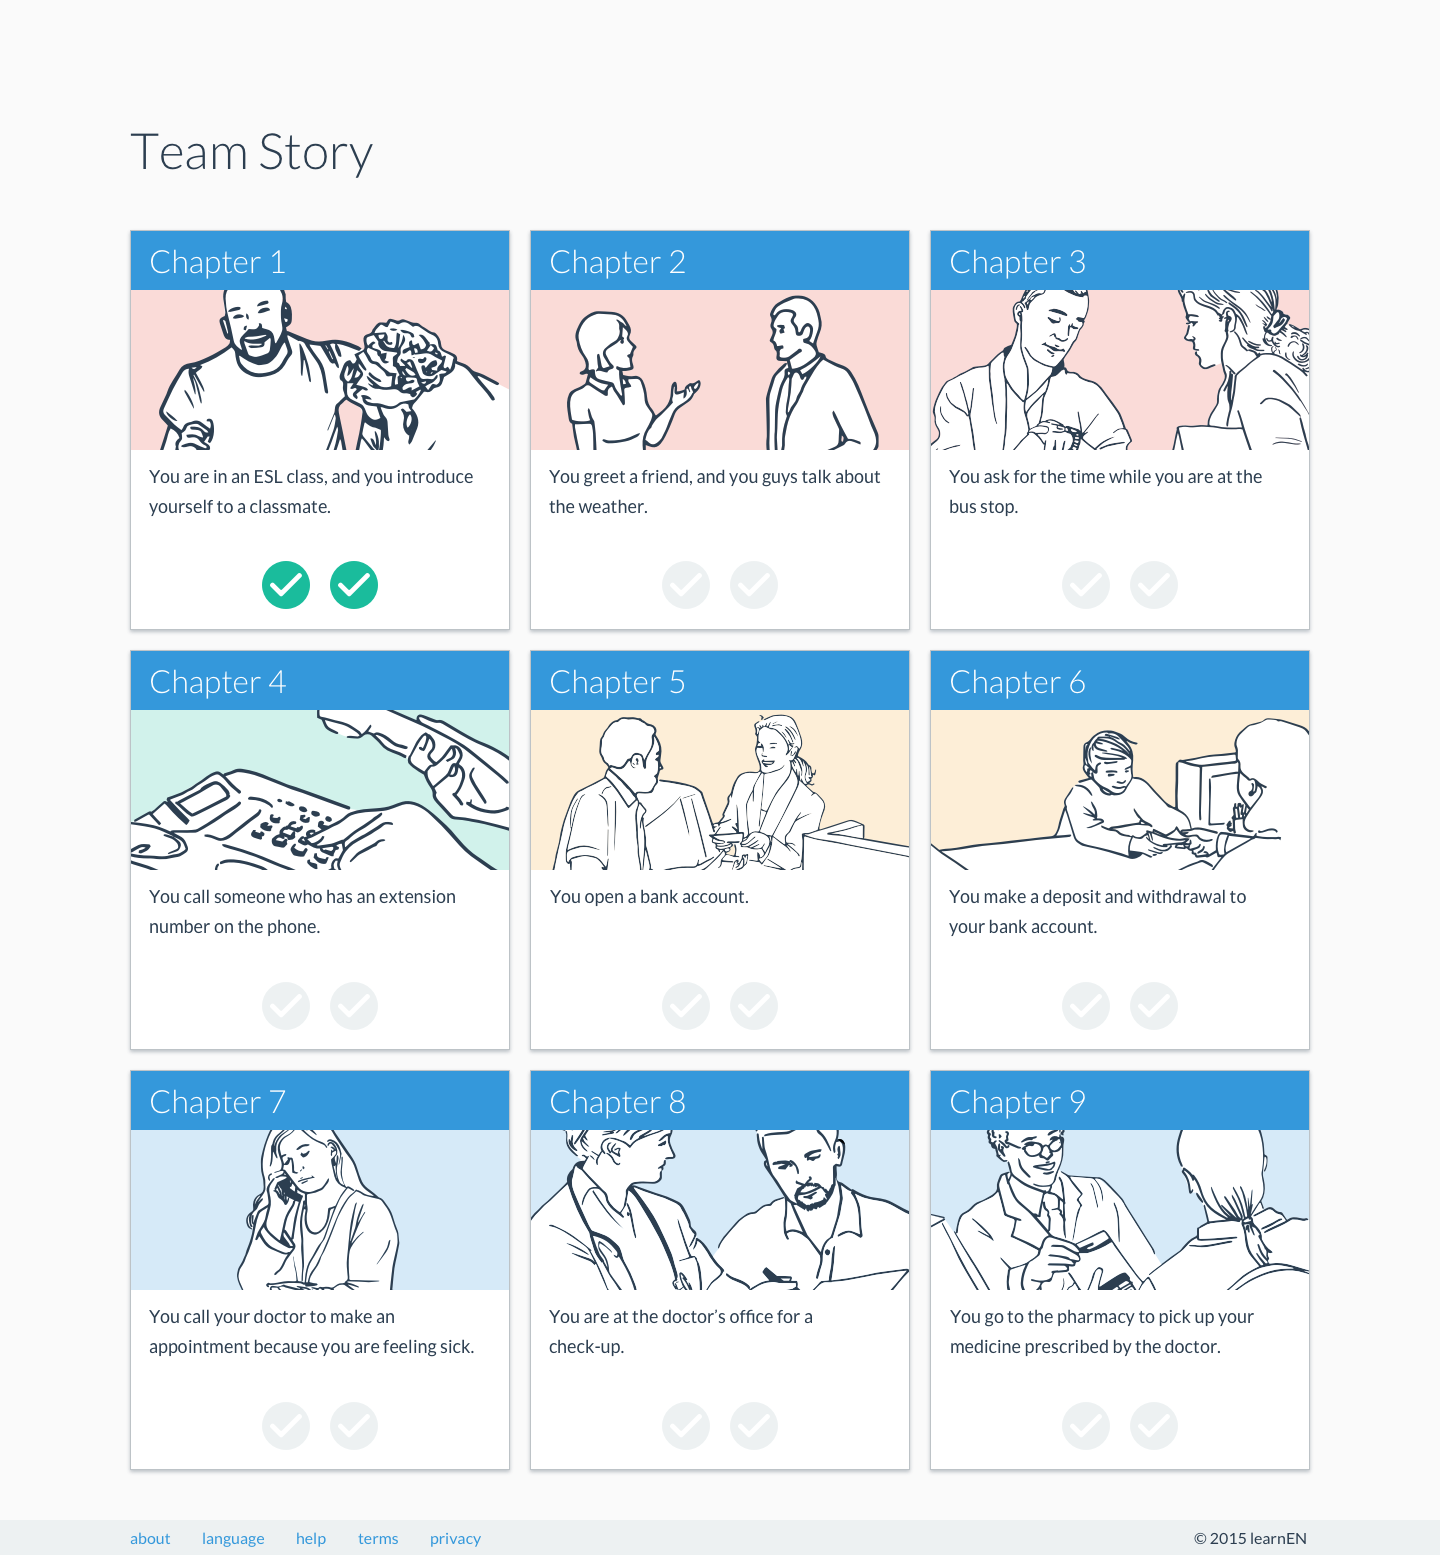 Team Story
Chapter 1
You are in an ESL class, and you introduce
yourself to a classmate.
Chapter 2
You greet a friend, and you guys talk about
the weather.
Chapter 3
You ask for the time while you are at the
bus stop.
Chapter 4
You call someone who has an extension
number on the phone.
Chapter 5
You open a bank account.
Chapter 6
You make a deposit and withdrawal to
your bank account.
Chapter 7
You call your doctor to make an
appointment because you are feeling sick.
Chapter 8
You are at the doctor’s office for a
check-up.
Chapter 9
You go to the pharmacy to pick up your
medicine prescribed by the doctor.
about language help terms privacy © 2015 learnEN